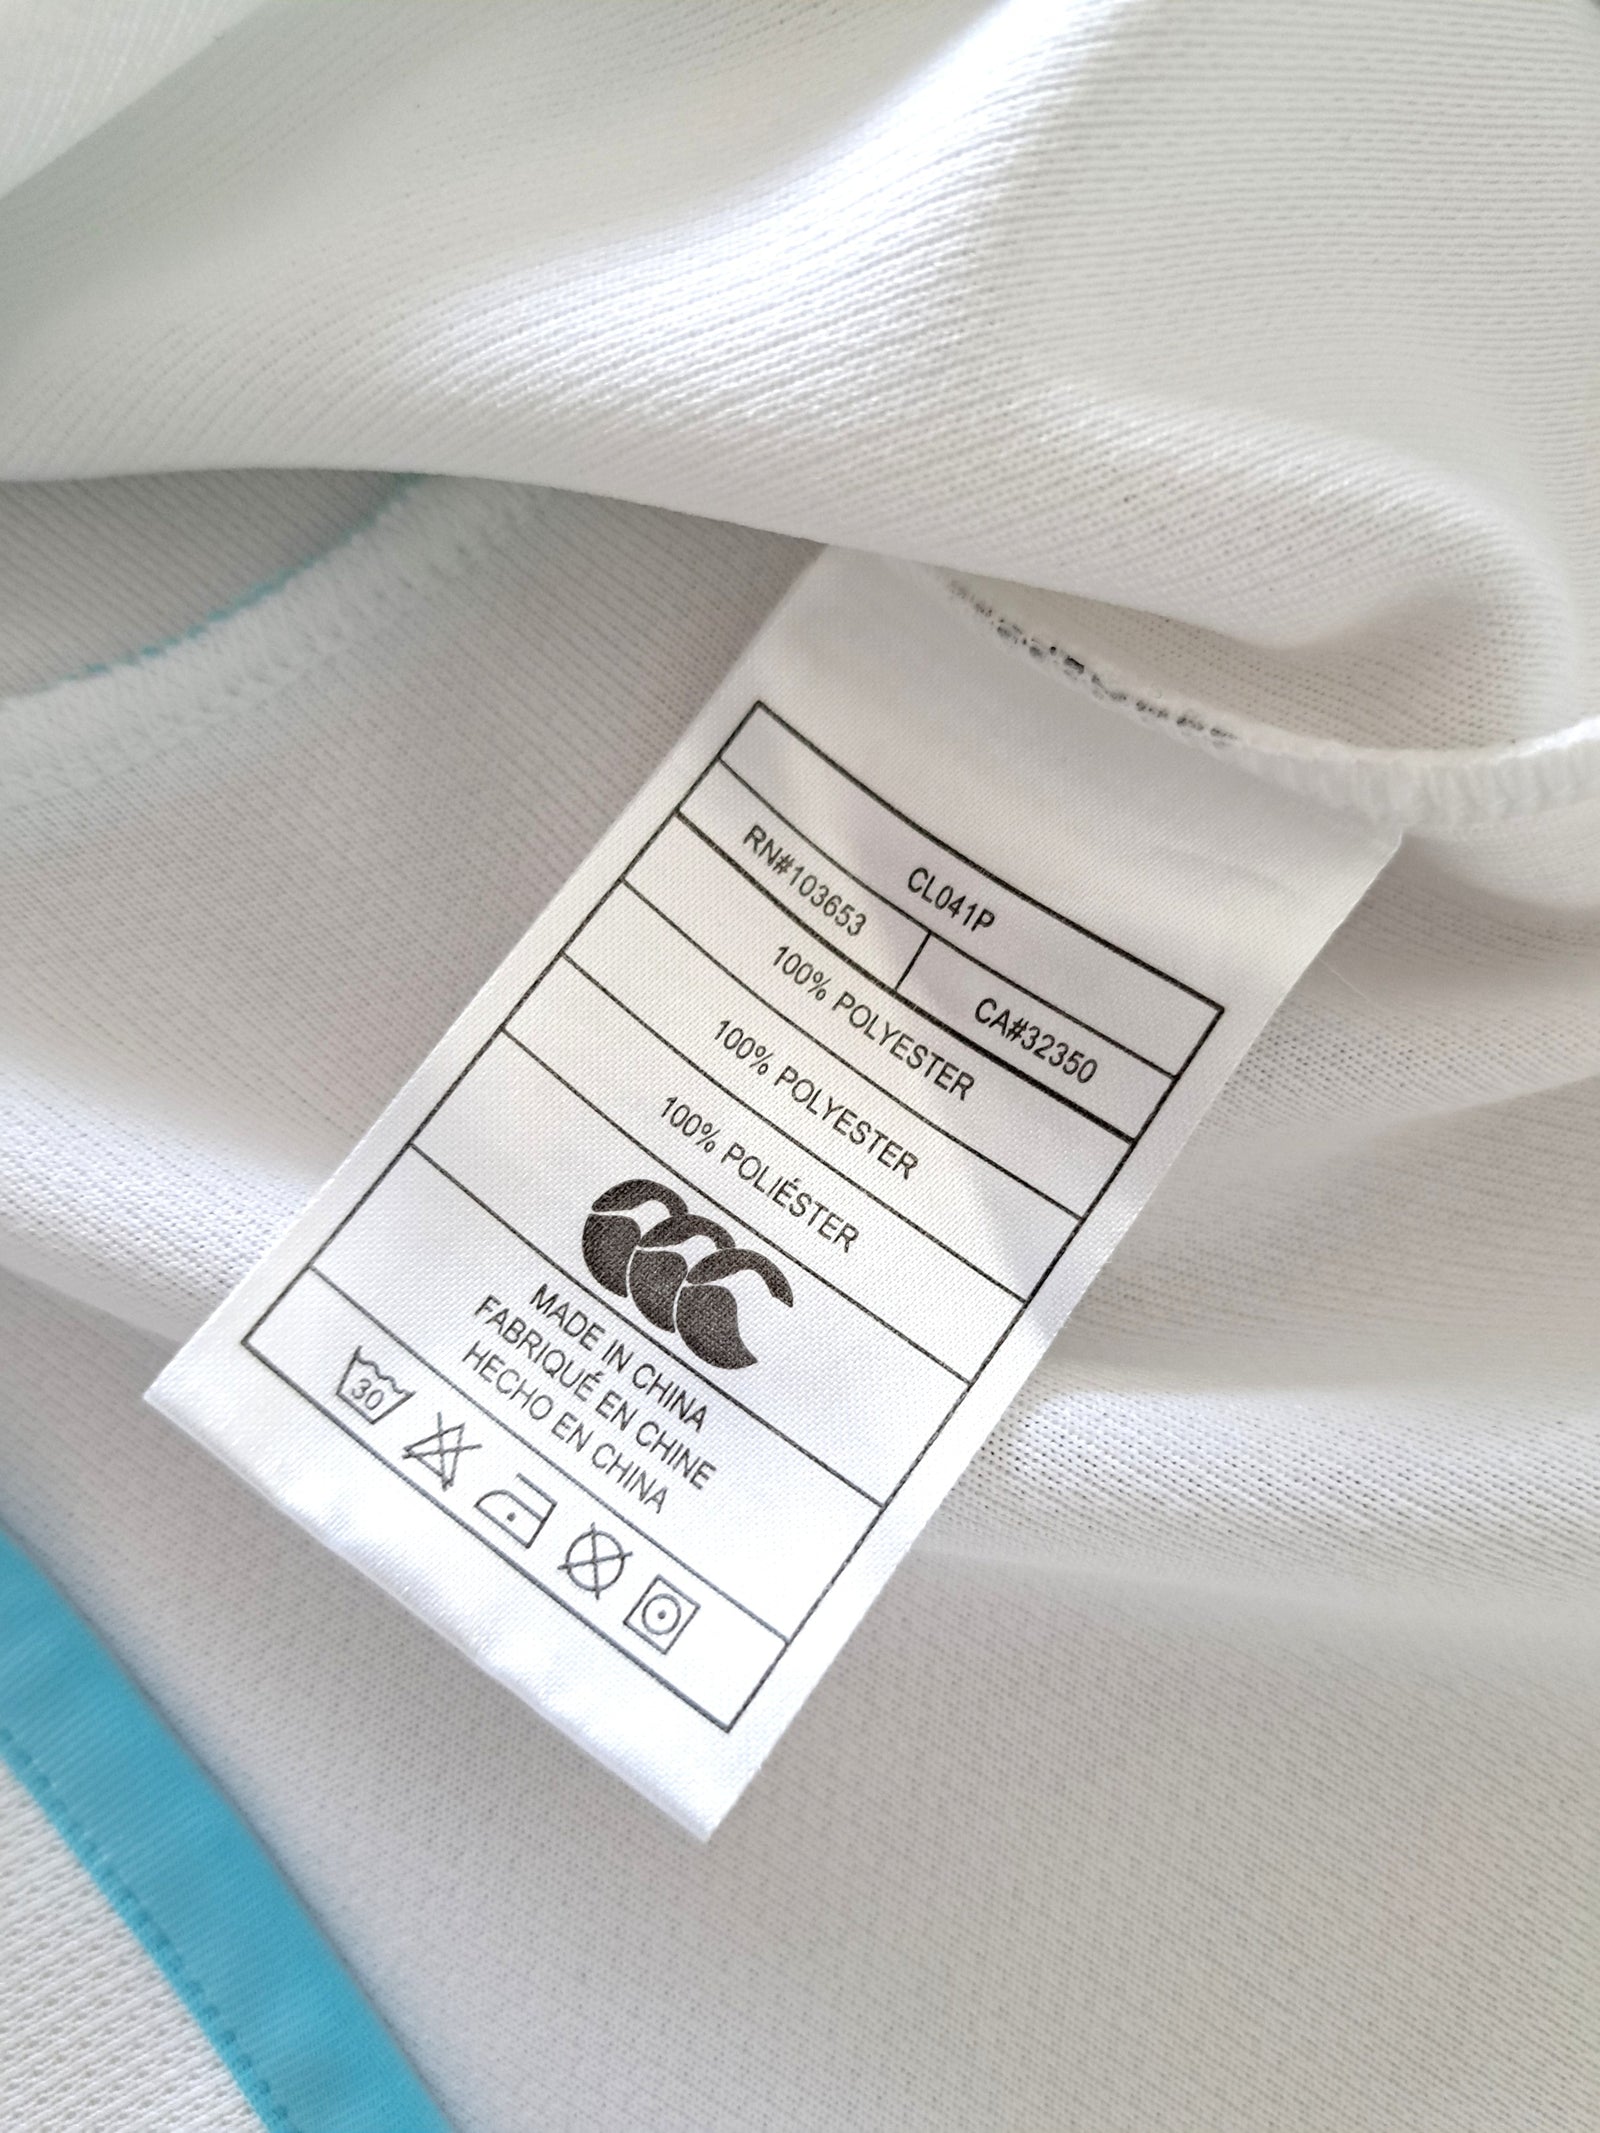 CL041P
RN#103653 CA#32350
100% POLYESTER
100% POLYESTER
100% POLIÉSTER
MADE IN CHINA
FABRIQUÉ EN CHINE
HECHO EN CHINA
30